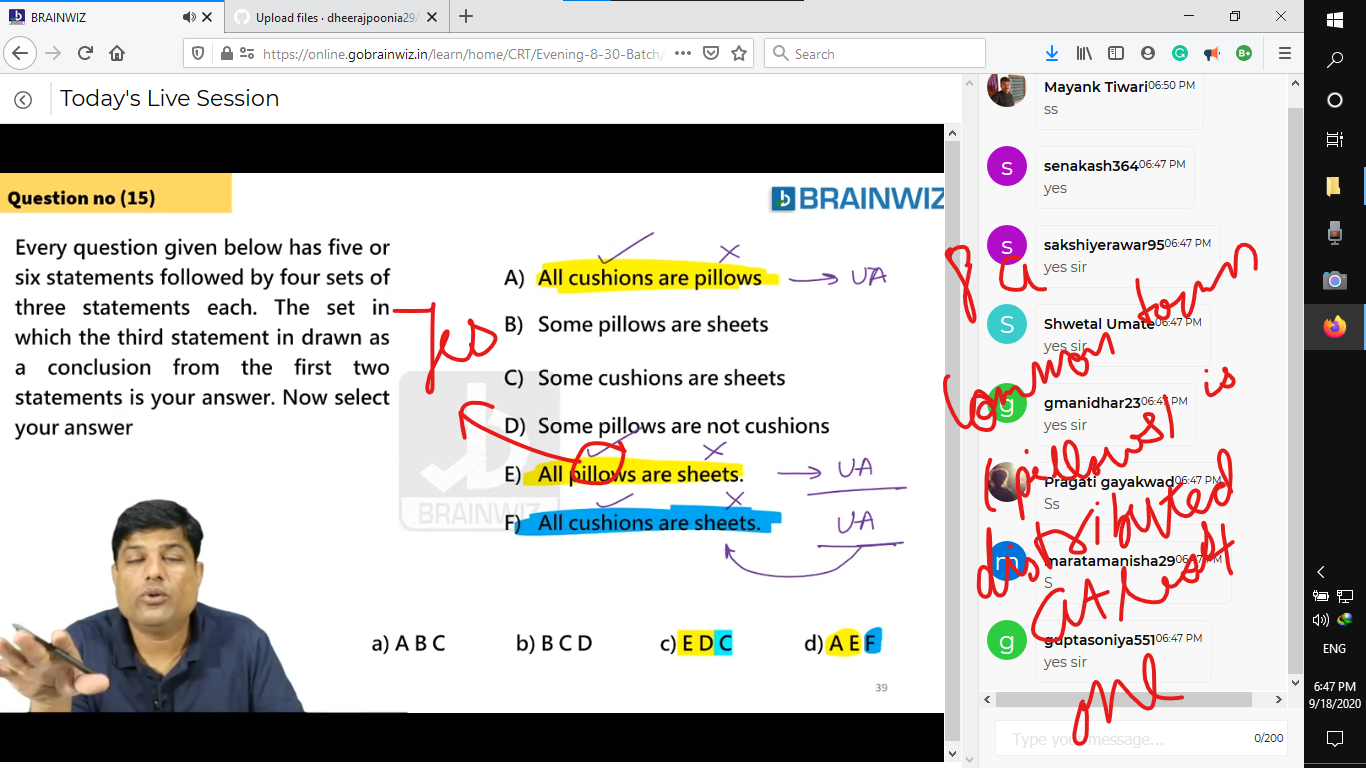 BRAINWIZ
Upload files · dheerajpoonia29/
https://online.gobrainwiz.in/learn/home/CRT/Evening-8-30-Batch/
Search
Today's Live Session
Question no (15)
BRAINWIZ
Every question given below has five or
six statements followed by four sets of
three statements each. The set in
which the third statement in drawn as
a conclusion from the first two
statements is your answer. Now select
your answer
Yes
A) All cushions are pillows
UA
B) Some pillows are sheets
C) Some cushions are sheets
D) Some pillows are not cushions
E) All pillows are sheets.
UA
F) All cushions are sheets.
UA
BRAINWIZ
a) A B C
b) B C D
c) E D C
d) A E F
39
Mayank Tiwari 06:50 PM
ss
senakash364 06:47 PM
yes
sakshiyerawar95 06:47 PM
yes sir
Shwetal Umate 06:47 PM
yes sir
gmanidhar23 06:47 PM
yes sir
Pragati gayakwad 06:47 PM
Ss
maratamanisha29 06:47 PM
S
guptasoniya551 06:47 PM
yes sir
common term
(pillows) is
distributed
at least
one
Type your message...
0/200
ENG
6:47 PM
9/18/2020